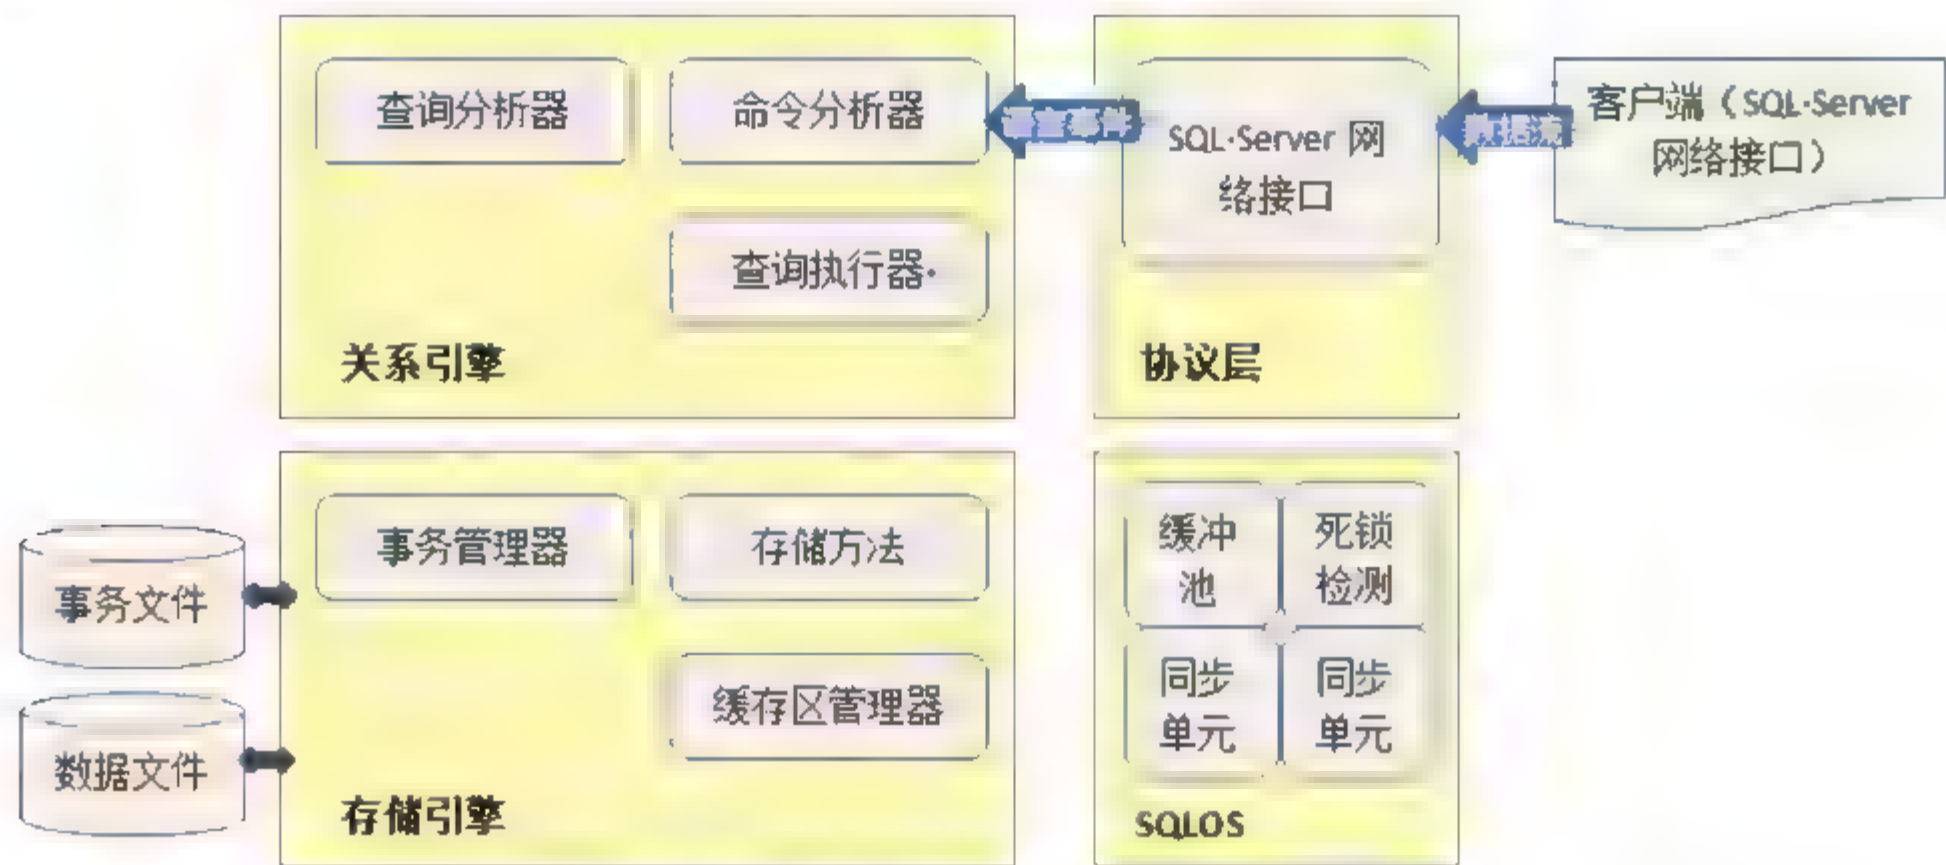 查询分析器
命令分析器
SQL·Server 网
络接口
数据流
客户端（SQL·Server
网络接口）
查询执行器·
关系引擎
协议层
事务管理器
存储方法
缓冲
池
死锁
检测
事务文件
缓存区管理器
同步
单元
同步
单元
数据文件
存储引擎
SQLOS